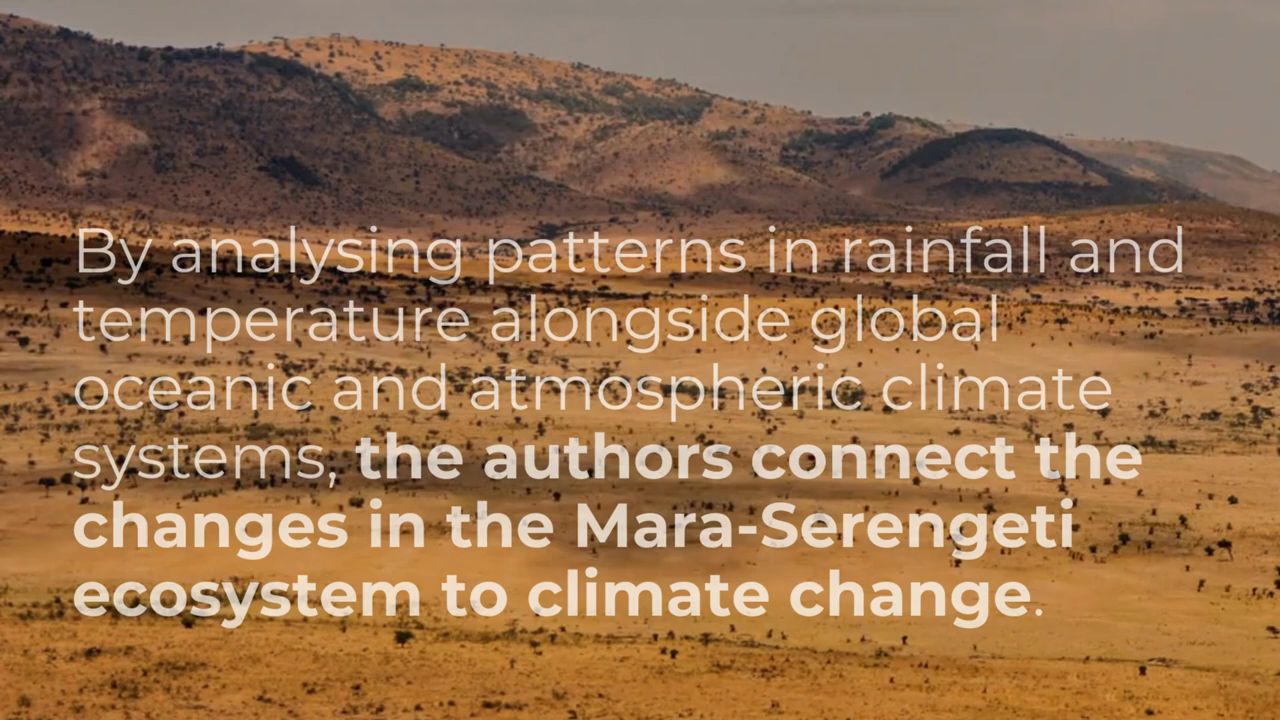 By analysing patterns in rainfall and
temperature alongside global
oceanic and atmospheric climate
systems, the authors connect the
changes in the Mara-Serengeti
ecosystem to climate change.